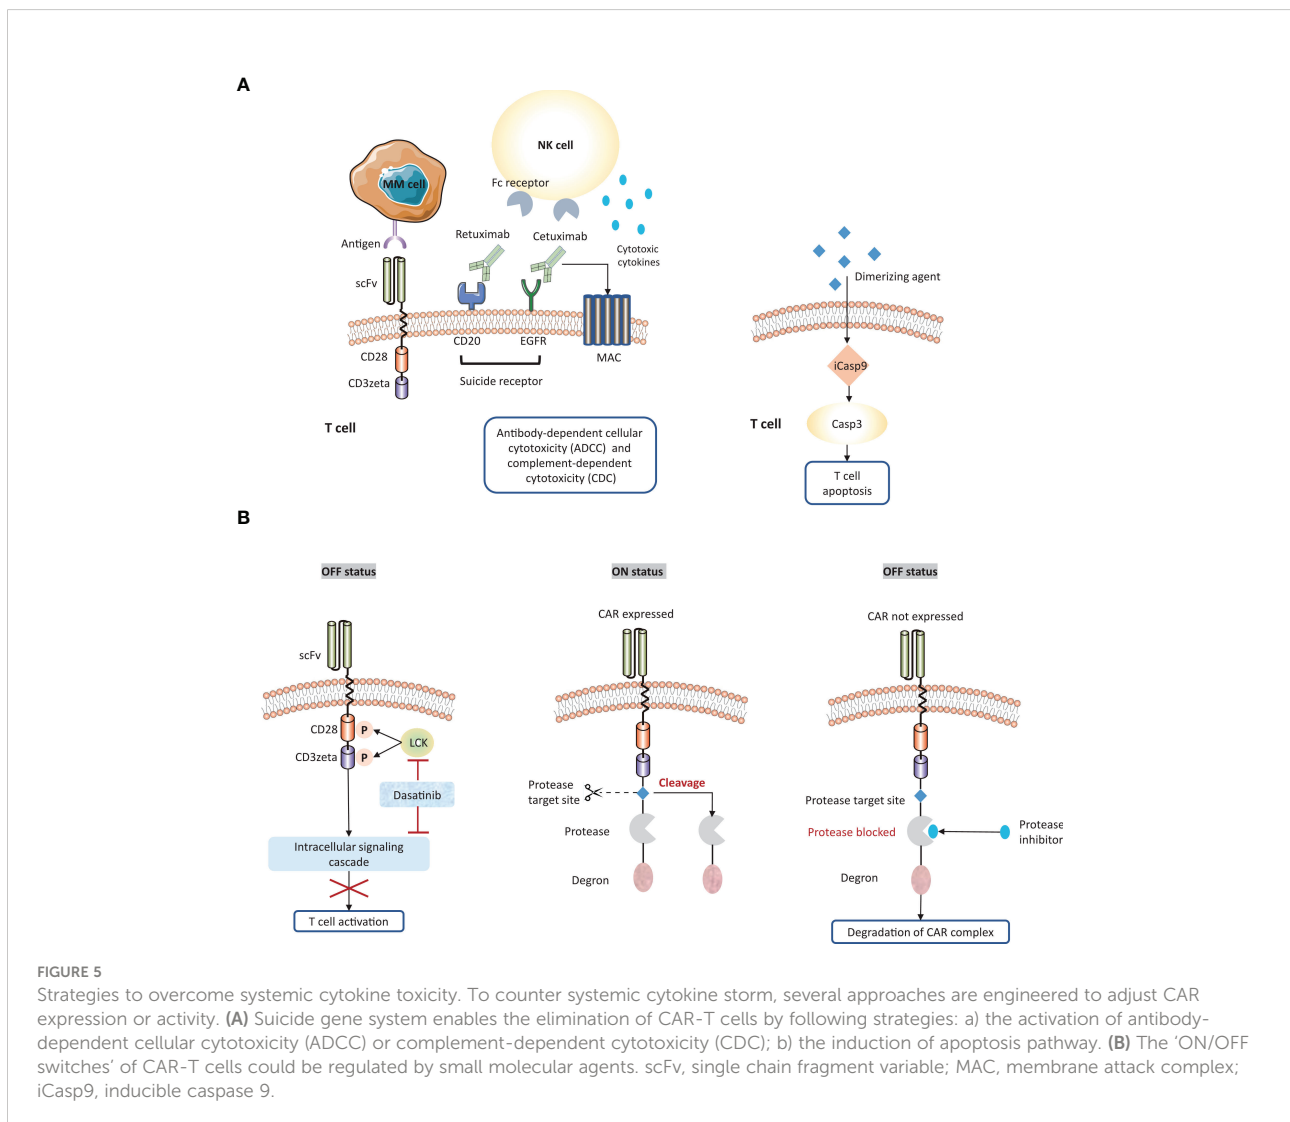 A
MM cell
NK cell
Fc receptor
Antigen
scFv
Retuximab
Cetuximab
Cytotoxic
cytokines
CD20
EGFR
MAC
CD28
CD3zeta
Suicide receptor
T cell
Antibody-dependent cellular
cytotoxicity (ADCC) and
complement-dependent
cytotoxicity (CDC)
Dimerizing agent
iCasp9
T cell
Casp3
T cell
apoptosis
B
OFF status
scFv
CD28
P
LCK
CD3zeta
P
Dasatinib
Intracellular signaling
cascade
T cell activation
ON status
CAR expressed
Cleavage
Protease
target site
Protease
Degron
OFF status
CAR not expressed
Protease target site
Protease blocked
Protease
inhibitor
Degron
Degradation of CAR complex
FIGURE 5
Strategies to overcome systemic cytokine toxicity. To counter systemic cytokine storm, several approaches are engineered to adjust CAR
expression or activity. (A) Suicide gene system enables the elimination of CAR-T cells by following strategies: a) the activation of antibody-
dependent cellular cytotoxicity (ADCC) or complement-dependent cytotoxicity (CDC); b) the induction of apoptosis pathway. (B) The ‘ON/OFF
switches’ of CAR-T cells could be regulated by small molecular agents. scFv, single chain fragment variable; MAC, membrane attack complex;
iCasp9, inducible caspase 9.